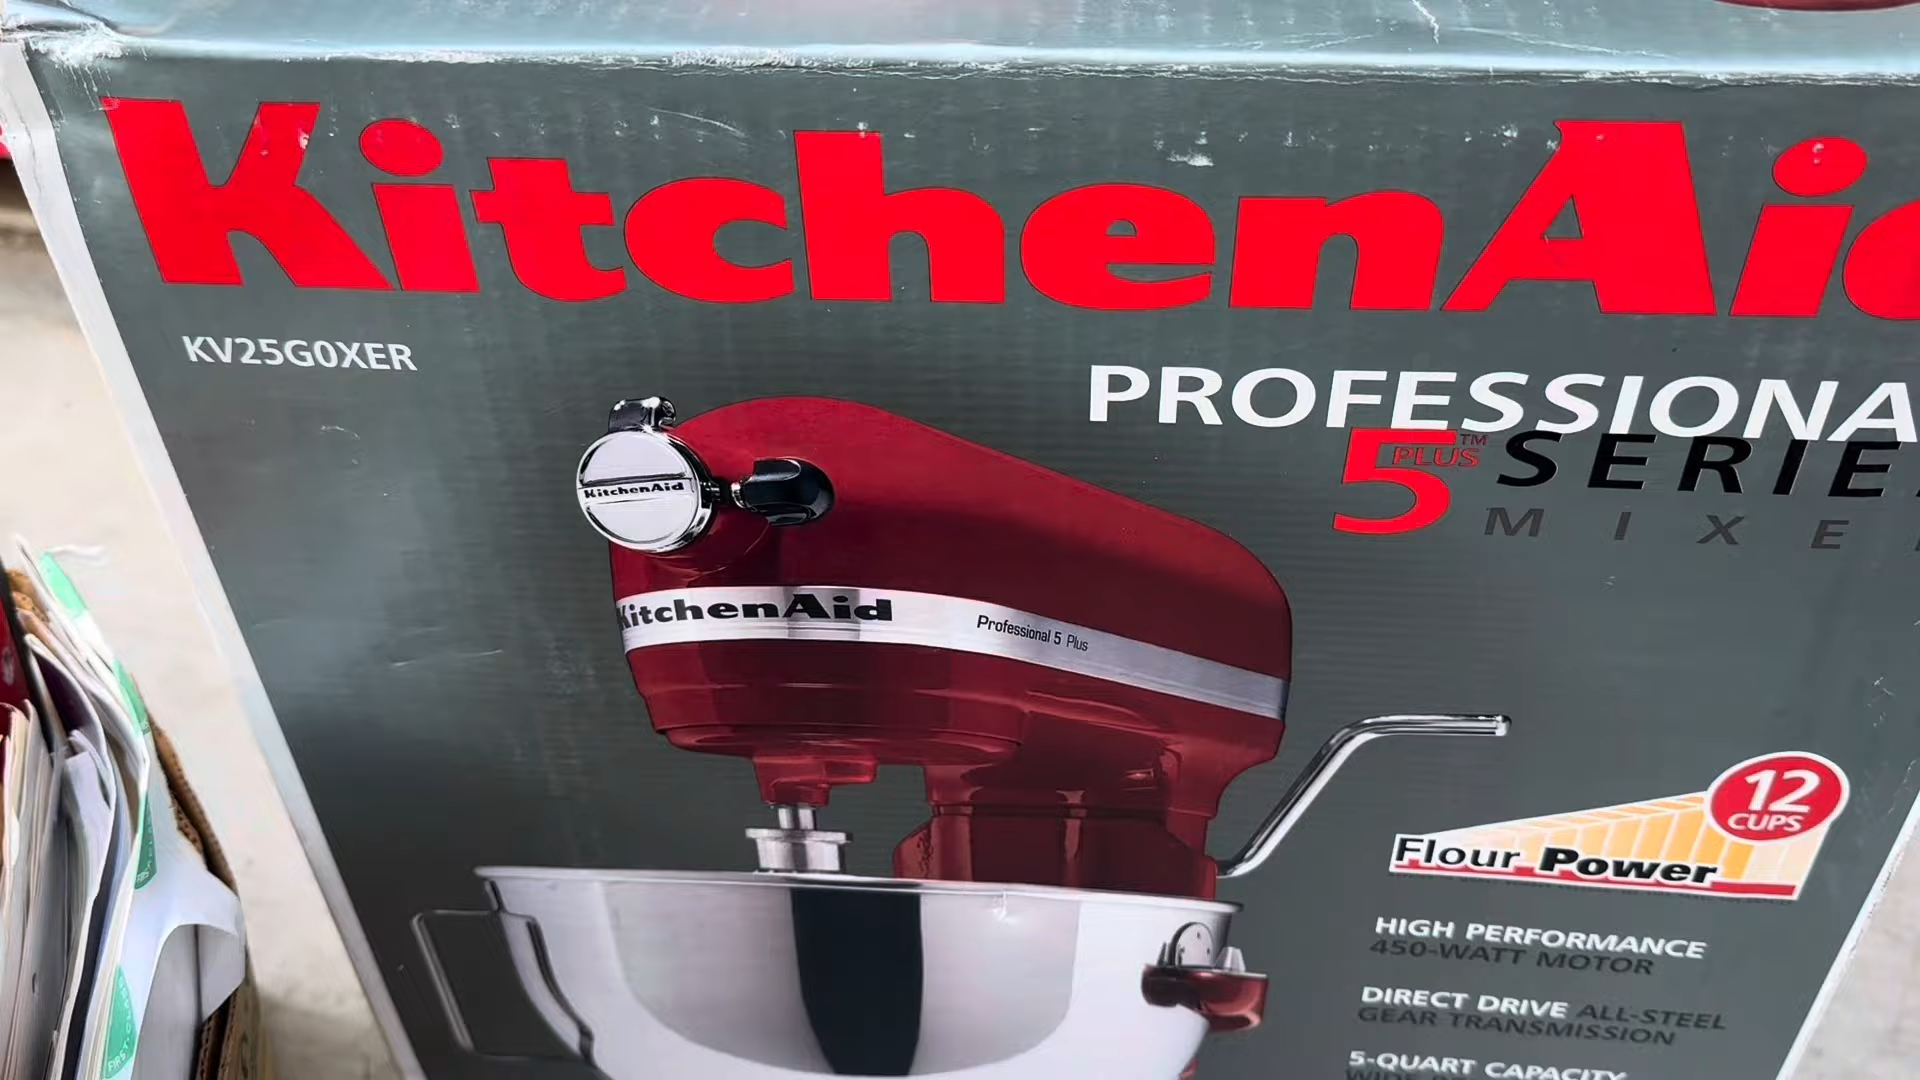 KitchenAid
KV25G0XER
PROFESSIONA
5 PLUS™ SERIE
MIXE
KitchenAid
KitchenAid Professional 5 Plus
12
CUPS
Flour Power
HIGH PERFORMANCE
450-WATT MOTOR
DIRECT DRIVE ALL-STEEL
GEAR TRANSMISSION
5-QUART CAPACITY